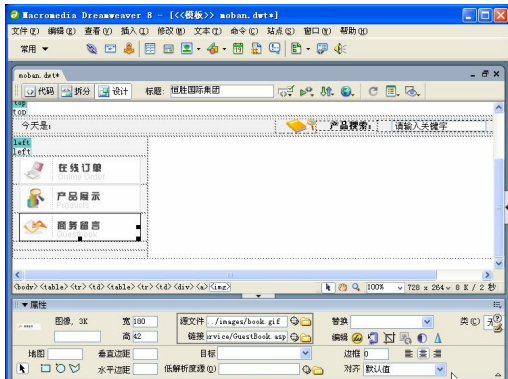 Macromedia Dreamweaver 8 - [<<模板>> moban.dwt*]
文件(F) 编辑(E) 查看(V) 插入(I) 修改(M) 文本(T) 命令(C) 站点(S) 窗口(W) 帮助(H)
常用
moban.dwt*
代码 拆分 设计 标题: 恒胜国际集团
top
top
今天是: 产品搜索: 请输入关键字
left
left
在线订单
Online Order
产品展示
Products
商务留言
<body> <table> <tr> <td> <table> <tr> <td> <div> <a> <img> 100% 728 x 264 8 K / 2 秒
属性
图像, 3K 宽 180 源文件 ../images/book.gif 替换 类(C) 无
高 42 链接 ervice/GuestBook.asp 编辑
地图 垂直边距 目标 边框 0
水平边距 低解析度源(O) 对齐 默认值